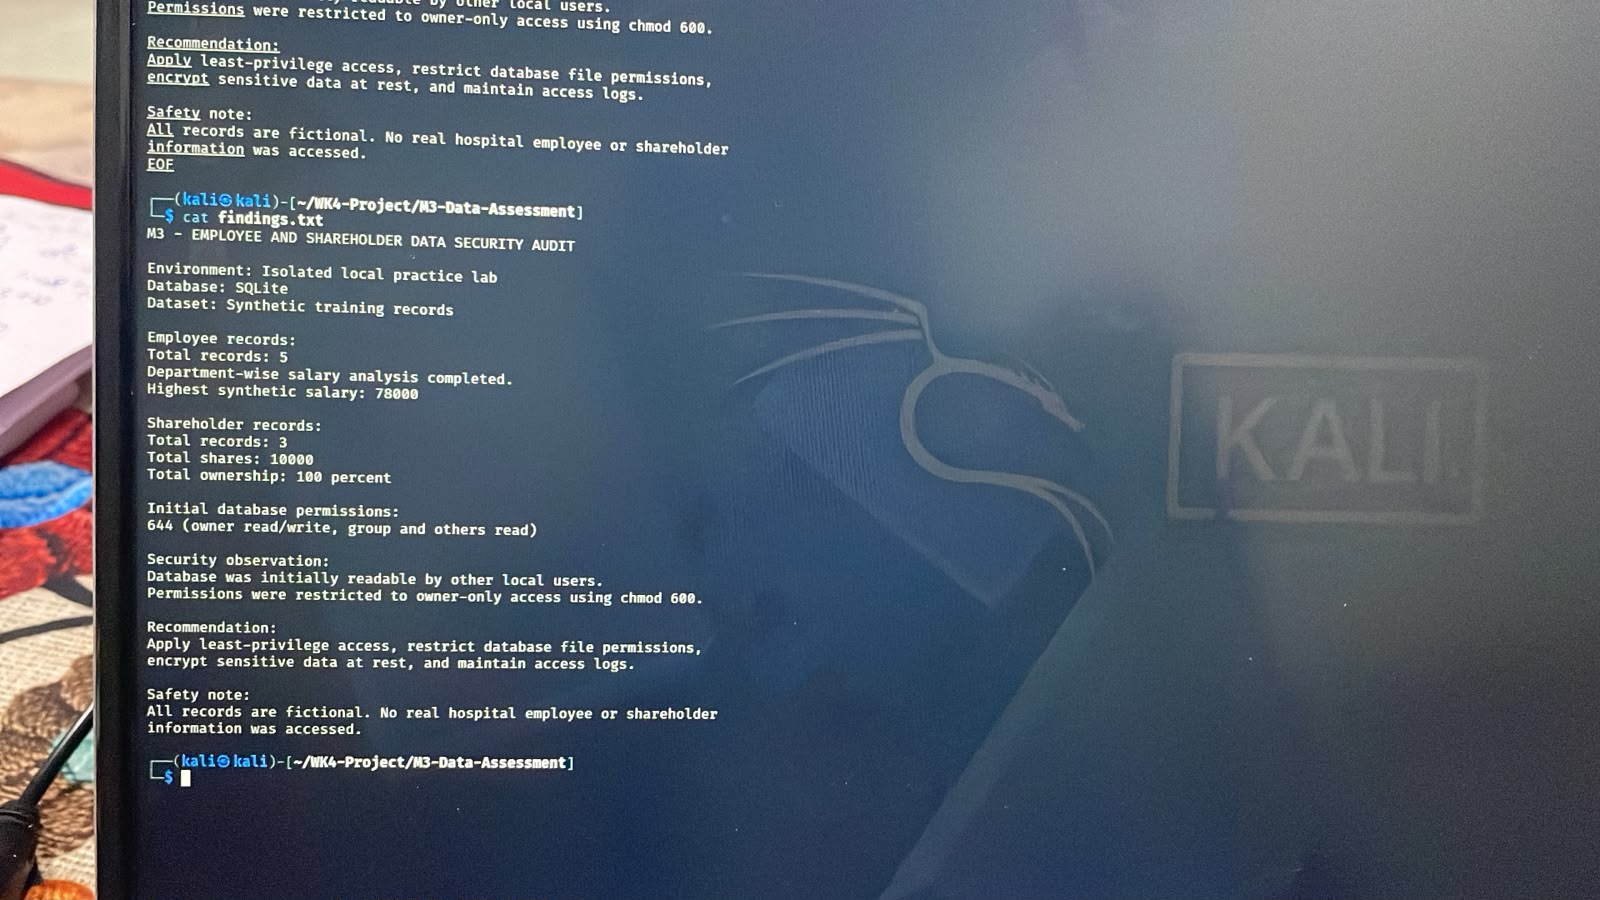 readable by other local users.
Permissions were restricted to owner-only access using chmod 600.
Recommendation:
Apply least-privilege access, restrict database file permissions,
encrypt sensitive data at rest, and maintain access logs.
Safety note:
All records are fictional. No real hospital employee or shareholder
information was accessed.
EOF
┌──(kali㉿kali)-[~/WK4-Project/M3-Data-Assessment]
└─$ cat findings.txt
M3 - EMPLOYEE AND SHAREHOLDER DATA SECURITY AUDIT
Environment: Isolated local practice lab
Database: SQLite
Dataset: Synthetic training records
Employee records:
Total records: 5
Department-wise salary analysis completed.
Highest synthetic salary: 78000
Shareholder records:
Total records: 3
Total shares: 10000
Total ownership: 100 percent
Initial database permissions:
644 (owner read/write, group and others read)
Security observation:
Database was initially readable by other local users.
Permissions were restricted to owner-only access using chmod 600.
Recommendation:
Apply least-privilege access, restrict database file permissions,
encrypt sensitive data at rest, and maintain access logs.
Safety note:
All records are fictional. No real hospital employee or shareholder
information was accessed.
┌──(kali㉿kali)-[~/WK4-Project/M3-Data-Assessment]
└─$
KALI